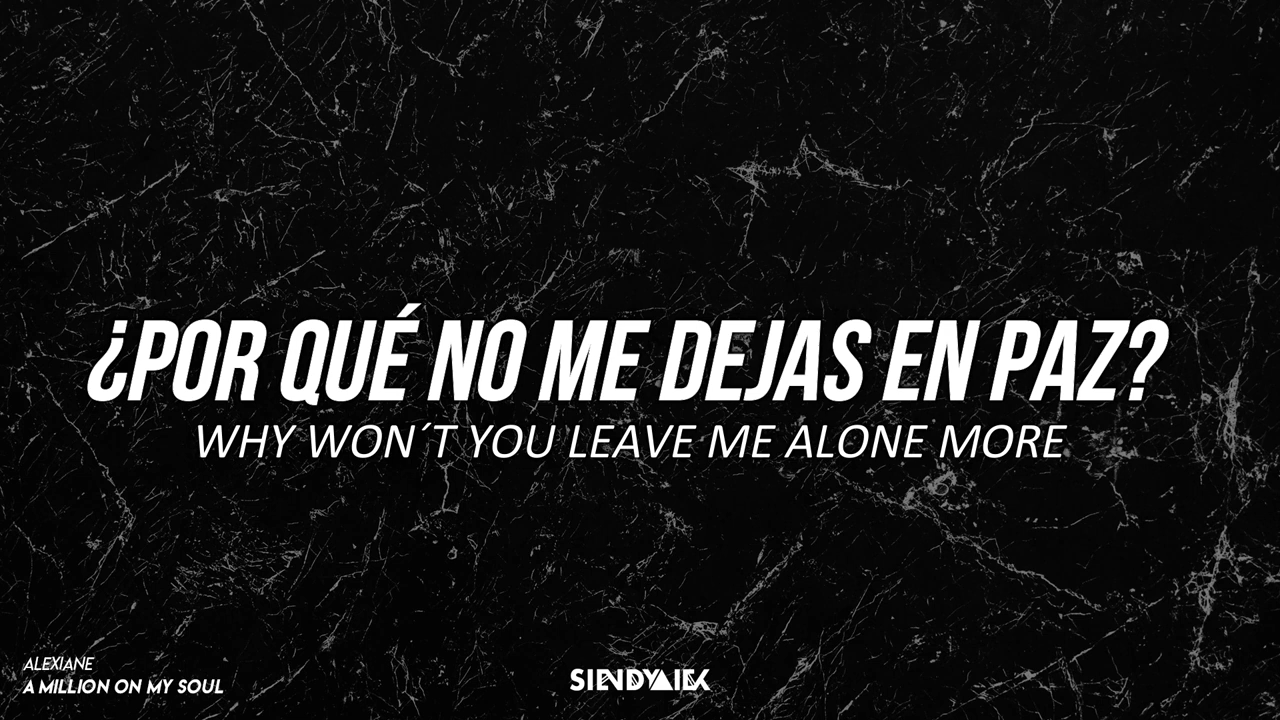 ¿POR QUÉ NO ME DEJAS EN PAZ?
WHY WON´T YOU LEAVE ME ALONE MORE
ALEXIANE
A MILLION ON MY SOUL